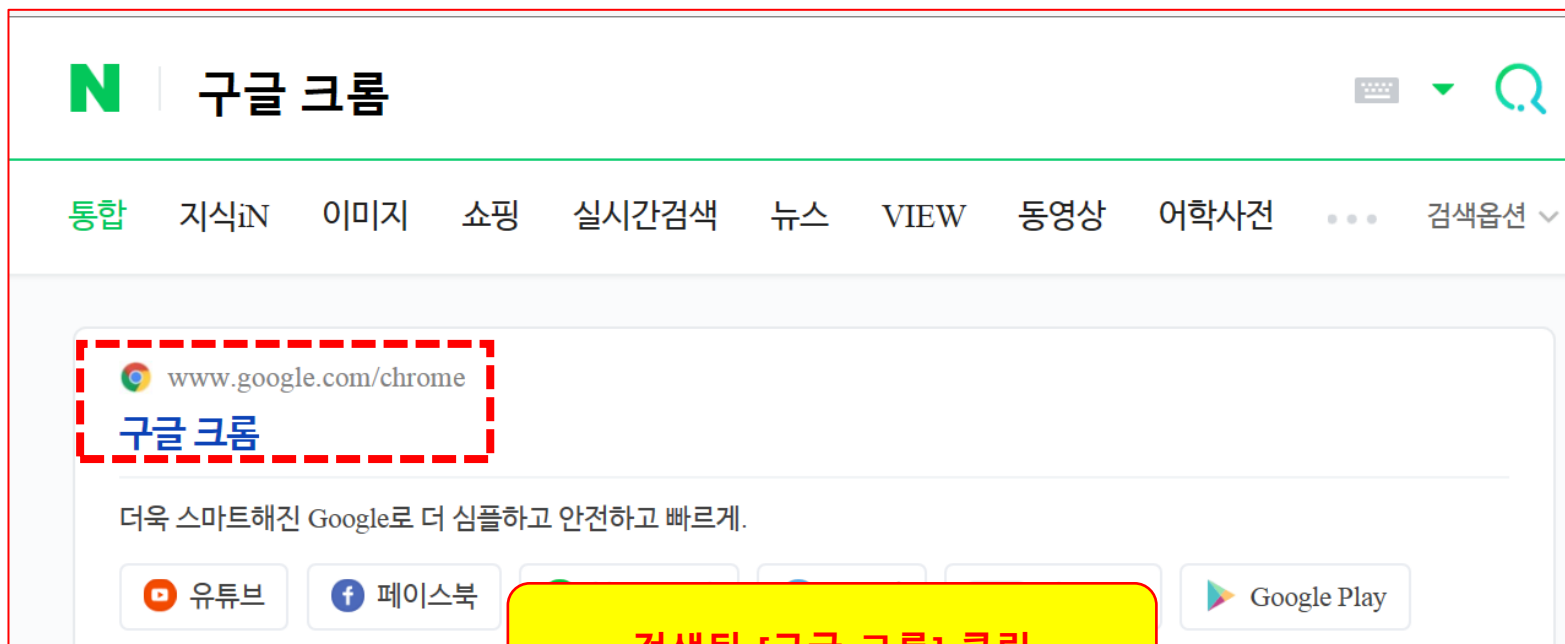 N 구글 크롬
통합 지식iN 이미지 쇼핑 실시간검색 뉴스 VIEW 동영상 어학사전 ••• 검색옵션
www.google.com/chrome
구글 크롬
더욱 스마트해진 Google로 더 심플하고 안전하고 빠르게.
유튜브 페이스북 Google Play